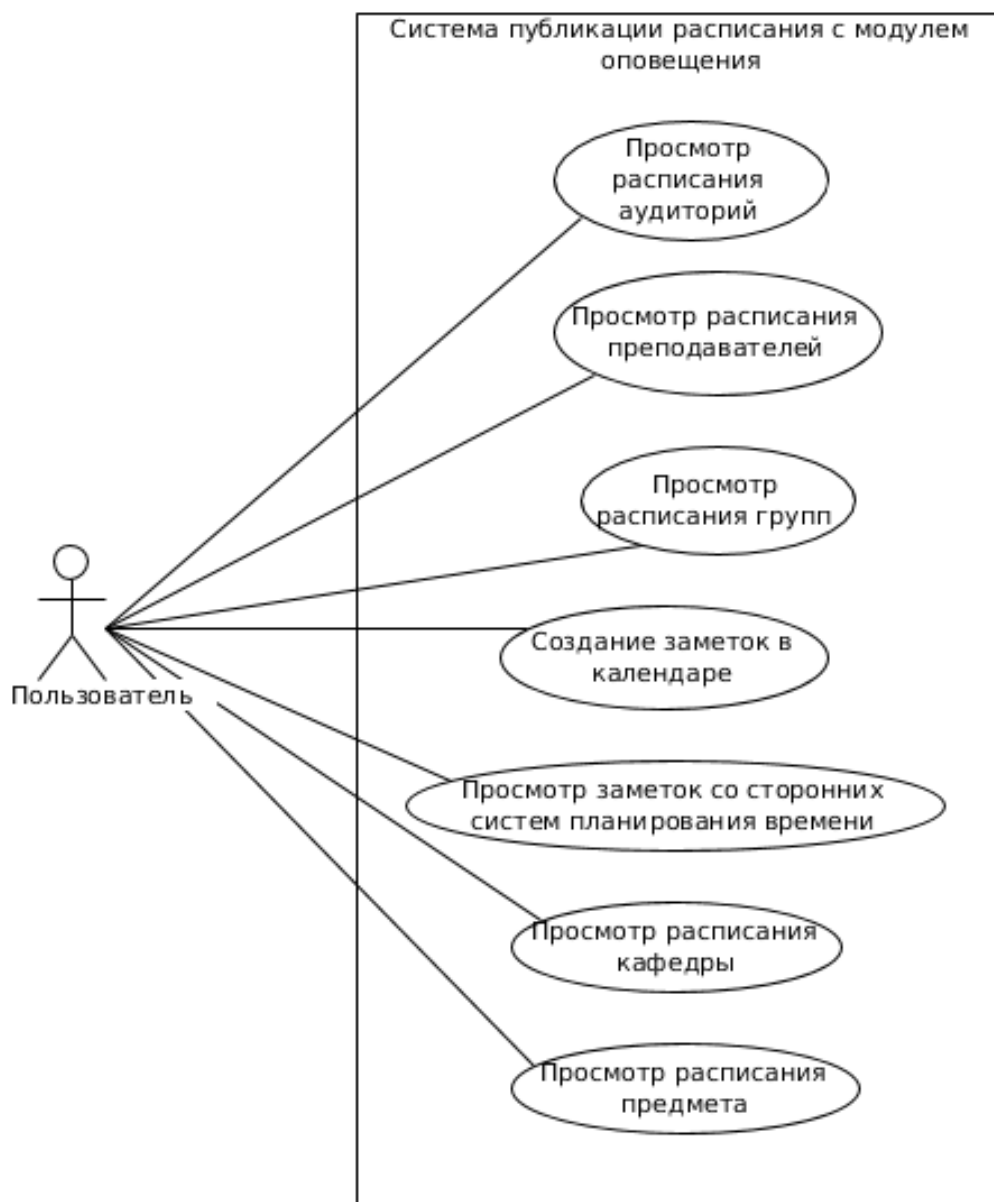 Система публикации расписания с модулем
оповещения
Просмотр
расписания
аудиторий
Просмотр расписания
преподавателей
Просмотр
расписания групп
Создание заметок в
календаре
Пользователь
Просмотр заметок со сторонних
систем планирования времени
Просмотр расписания
кафедры
Просмотр расписания
предмета